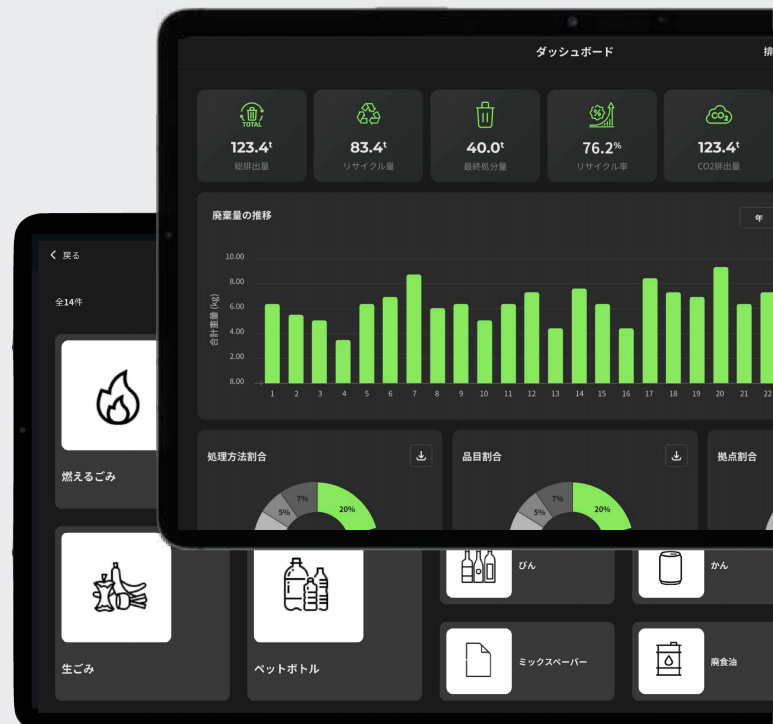 ダッシュボード
排
TOTAL
123.4t
総排出量
83.4t
リサイクル量
40.0t
最終処分量
%
76.2%
リサイクル率
CO2
123.4t
CO2排出量
廃棄量の推移
年
合計重量 (kg)
10.00
8.00
6.00
4.00
2.00
8.00
1 2 3 4 5 6 7 8 9 10 11 12 13 14 15 16 17 18 19 20 21 22
処理方法割合
5%
7%
20%
品目割合
5%
7%
20%
拠点割合
戻る
全14件
燃えるごみ
生ごみ
ペットボトル
びん
かん
ミックスペーパー
廃食油